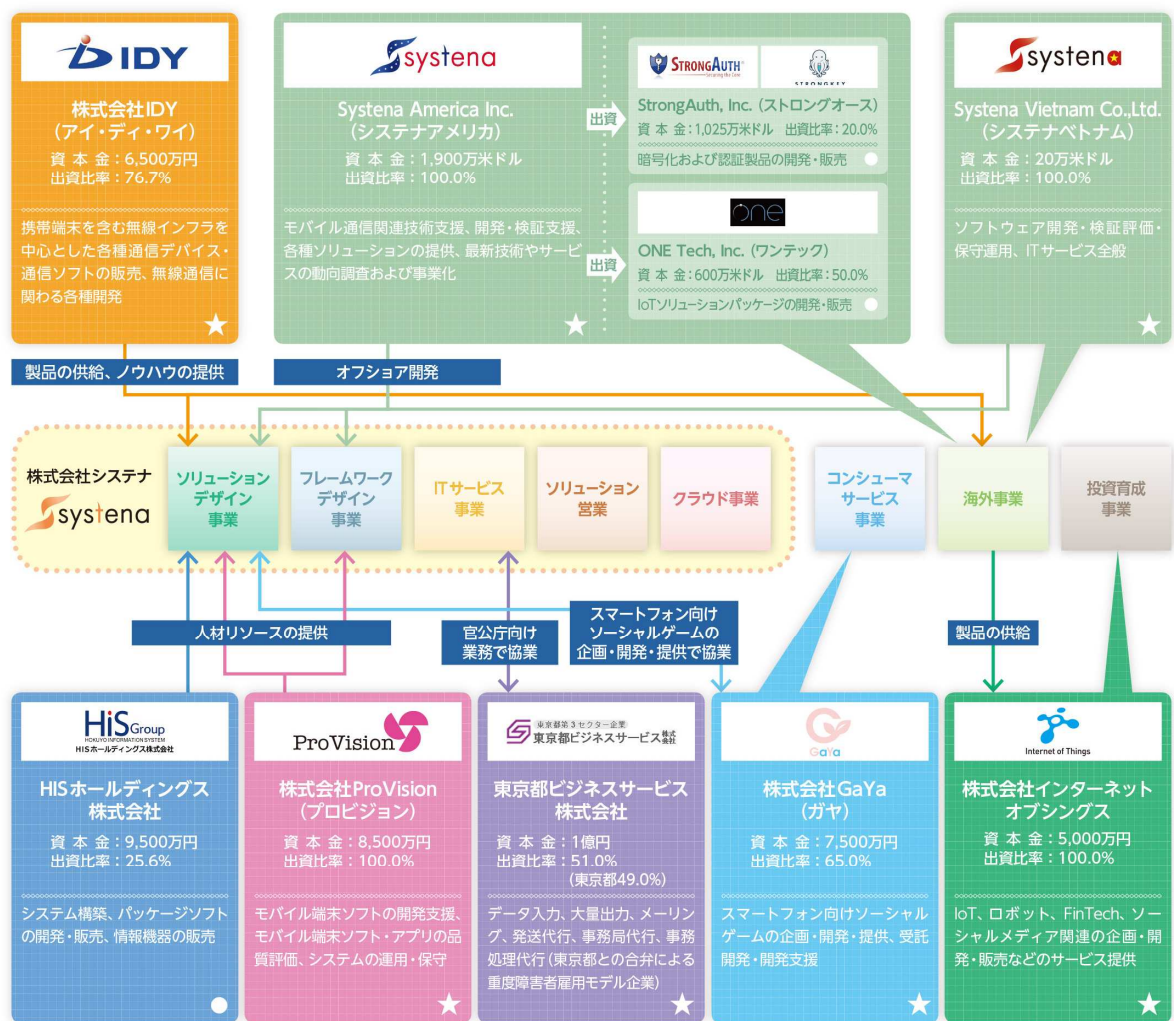 IDY
株式会社IDY
(アイ・ディ・ワイ)
資本金：6,500万円
出資比率：76.7%
携帯端末を含む無線インフラを
中心とした各種通信デバイス・
通信ソフトの販売、無線通信に
関わる各種開発
systena
Systena America Inc.
(システナアメリカ)
資本金：1,900万米ドル
出資比率：100.0%
モバイル通信関連技術支援、開発・検証支援、
各種ソリューションの提供、最新技術やサービ
スの動向調査および事業化
出資
STRONGAUTH
Securing the Core
STRONGKEY
StrongAuth, Inc. (ストロングオース)
資本金：1,025万米ドル 出資比率：20.0%
暗号化および認証製品の開発・販売
出資
one
ONE Tech, Inc. (ワンテック)
資本金：600万米ドル 出資比率：50.0%
IoTソリューションパッケージの開発・販売
systena
Systena Vietnam Co.,Ltd.
(システナベトナム)
資本金：20万米ドル
出資比率：100.0%
ソフトウェア開発・検証評価・
保守運用、ITサービス全般
製品の供給、ノウハウの提供
オフショア開発
株式会社システナ
systena
ソリューション
デザイン
事業
フレームワーク
デザイン
事業
ITサービス
事業
ソリューション
営業
クラウド事業
コンシューマ
サービス
事業
海外事業
投資育成
事業
人材リソースの提供
官公庁向け
業務で協業
スマートフォン向け
ソーシャルゲームの
企画・開発・提供で協業
製品の供給
HiS Group
HOKUYO INFORMATION SYSTEM
HISホールディングス株式会社
HISホールディングス
株式会社
資本金：9,500万円
出資比率：25.6%
システム構築、パッケージソフト
の開発・販売、情報機器の販売
ProVision
株式会社ProVision
(プロビジョン)
資本金：8,500万円
出資比率：100.0%
モバイル端末ソフトの開発支援、
モバイル端末ソフト・アプリの品
質評価、システムの運用・保守
東京都第3セクター企業
東京都ビジネスサービス株式会社
東京都ビジネスサービス
株式会社
資本金：1億円
出資比率：51.0%
(東京都49.0%)
データ入力、大量出力、メーリン
グ、発送代行、事務局代行、事務
処理代行(東京都との合弁による
重度障害者雇用モデル企業)
GaYa
株式会社GaYa
(ガヤ)
資本金：7,500万円
出資比率：65.0%
スマートフォン向けソーシャル
ゲームの企画・開発・提供、受託
開発・開発支援
Internet of Things
株式会社インターネット
オブシングス
資本金：5,000万円
出資比率：100.0%
IoT、ロボット、FinTech、ソー
シャルメディア関連の企画・開
発・販売などのサービス提供